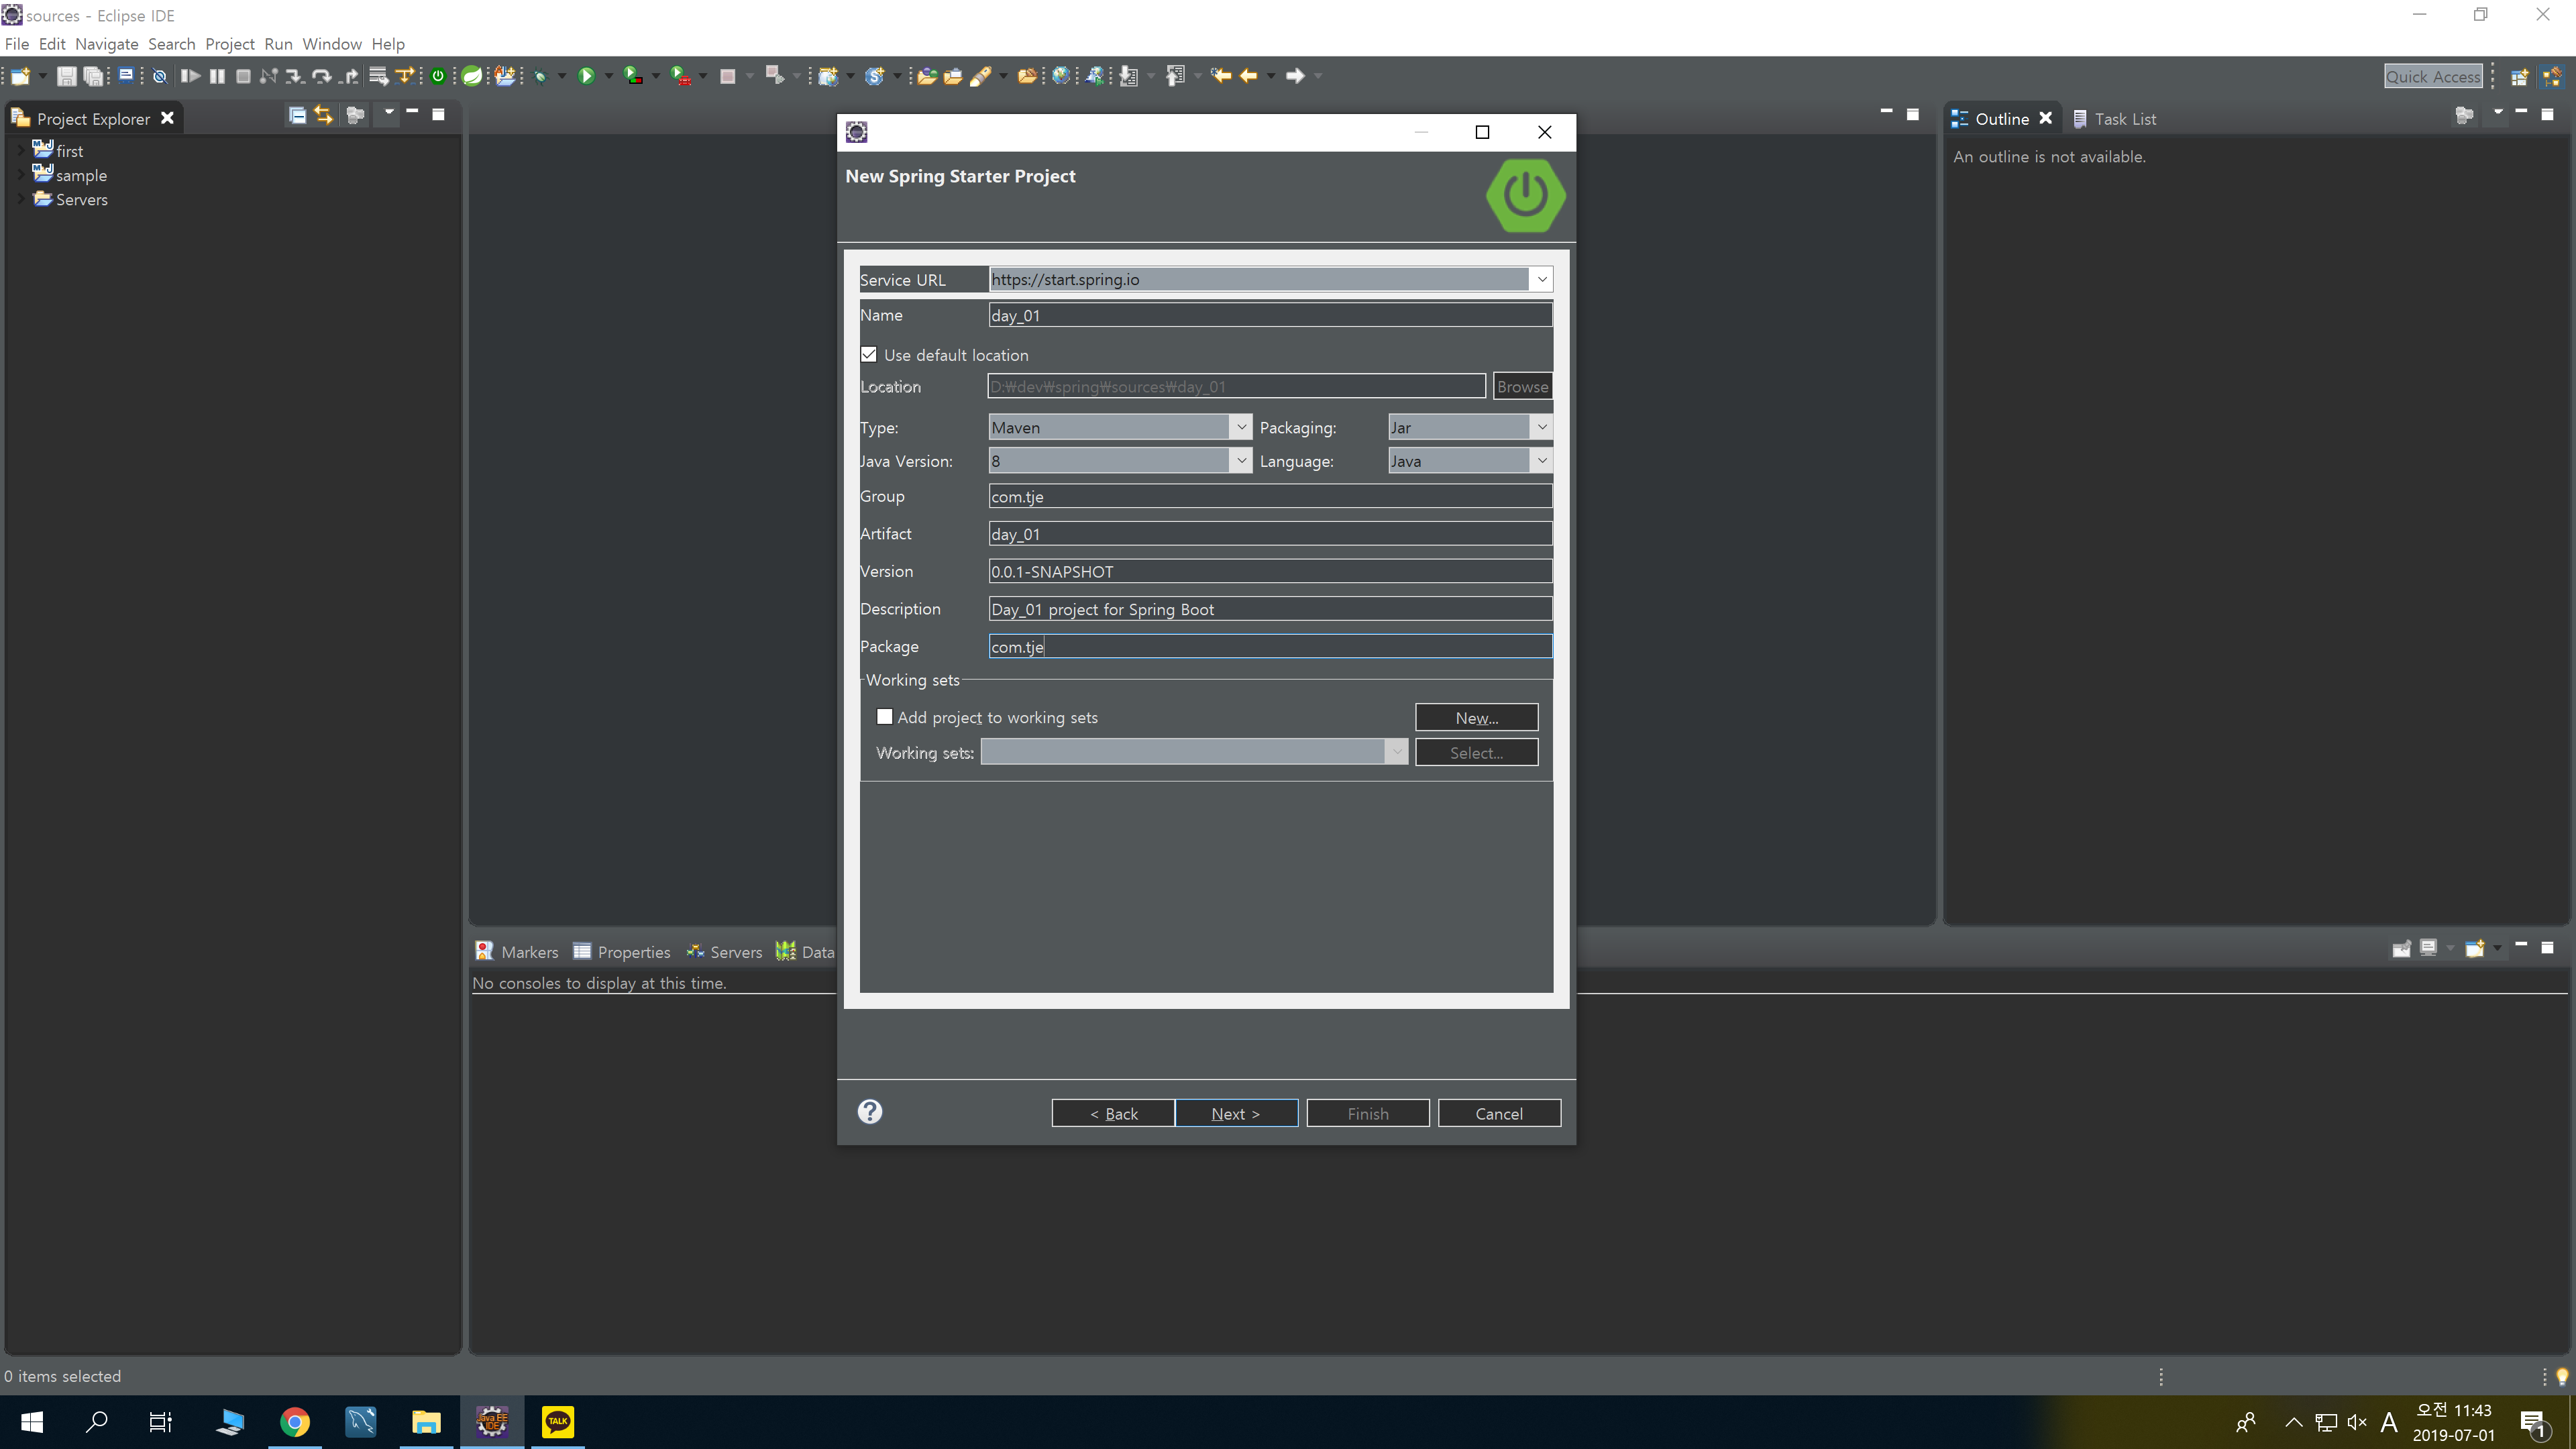 sources - Eclipse IDE
File Edit Navigate Search Project Run Window Help
Quick Access
Project Explorer
first
sample
Servers
Outline
Task List
An outline is not available.
New Spring Starter Project
Service URL https://start.spring.io
Name day_01
Use default location
Location D:₩dev₩spring₩sources₩day_01 Browse
Type: Maven Packaging: Jar
Java Version: 8 Language: Java
Group com.tje
Artifact day_01
Version 0.0.1-SNAPSHOT
Description Day_01 project for Spring Boot
Package com.tje
Working sets
Add project to working sets New...
Working sets: Select...
Markers Properties Servers Data
No consoles to display at this time.
< Back Next > Finish Cancel
0 items selected
Java EE
IDE
TALK
A
오전 11:43
2019-07-01
1